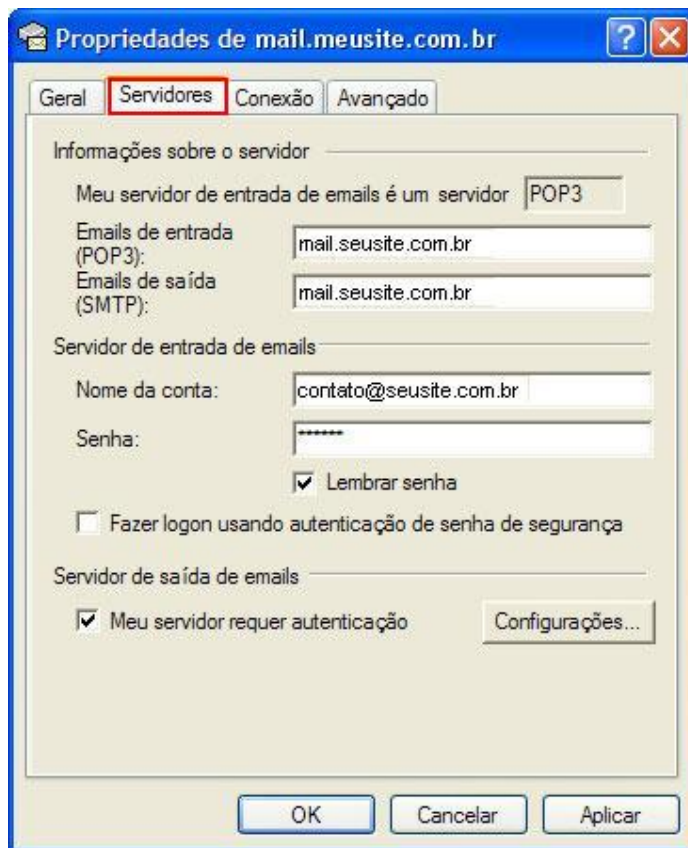 Propriedades de mail.meusite.com.br
Geral Servidores Conexão Avançado
Informações sobre o servidor
Meu servidor de entrada de emails é um servidor POP3
Emails de entrada
(POP3): mail.seusite.com.br
Emails de saída
(SMTP): mail.seusite.com.br
Servidor de entrada de emails
Nome da conta: contato@seusite.com.br
Senha: ******
Lembrar senha
Fazer logon usando autenticação de senha de segurança
Servidor de saída de emails
Meu servidor requer autenticação Configurações...
OK Cancelar Aplicar